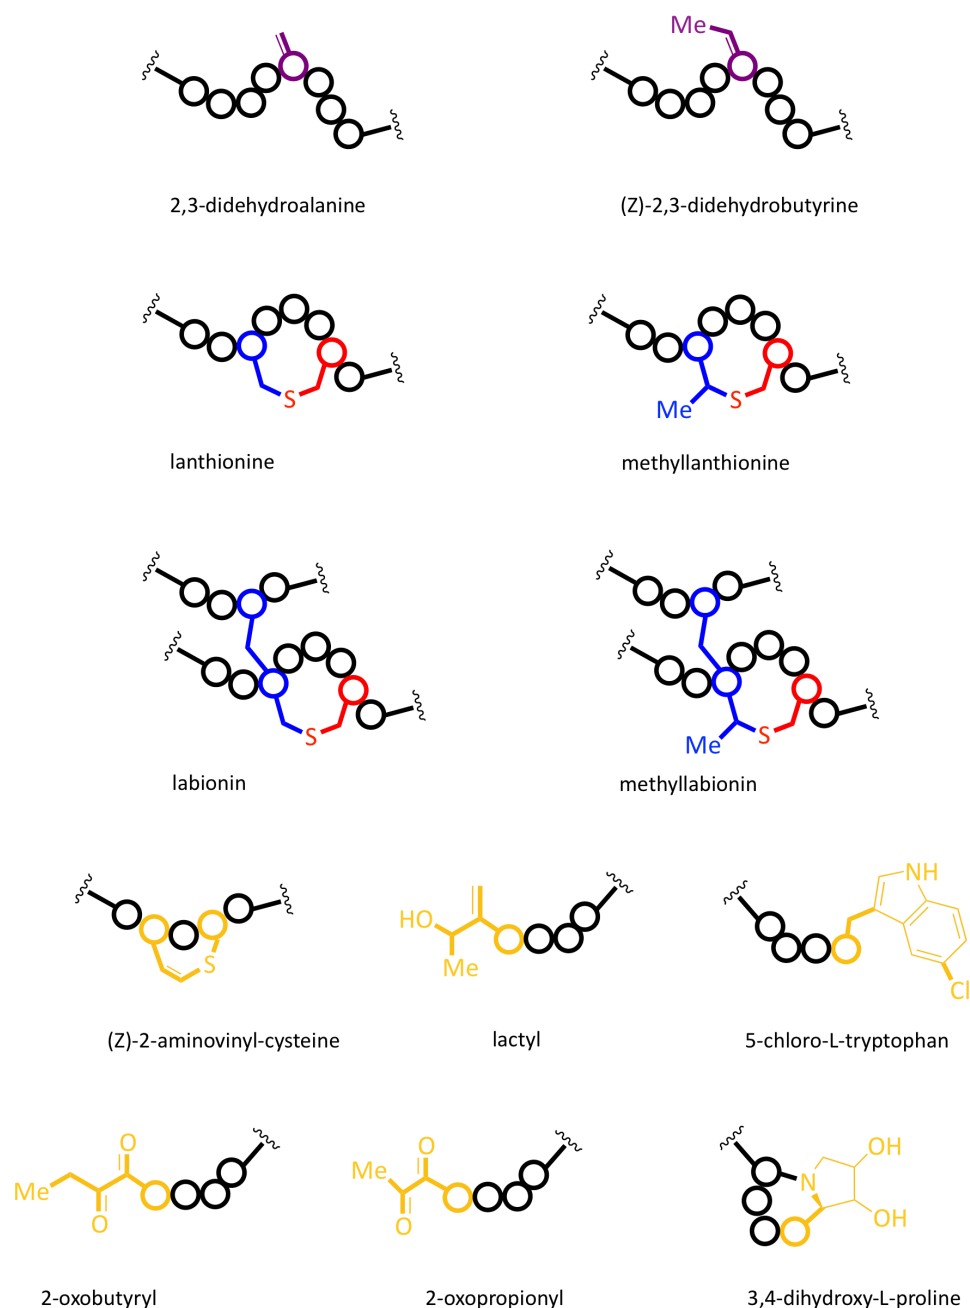 Me
2,3-didehydroalanine
(Z)-2,3-didehydrobutyrine
S
Me
S
lanthionine
methyllanthionine
S
Me
S
labionin
methyllabionin
NH
HO
S
Me
Cl
(Z)-2-aminovinyl-cysteine
lactyl
5-chloro-L-tryptophan
O
O
OH
Me
Me
N
O
O
OH
2-oxobutyryl
2-oxopropionyl
3,4-dihydroxy-L-proline